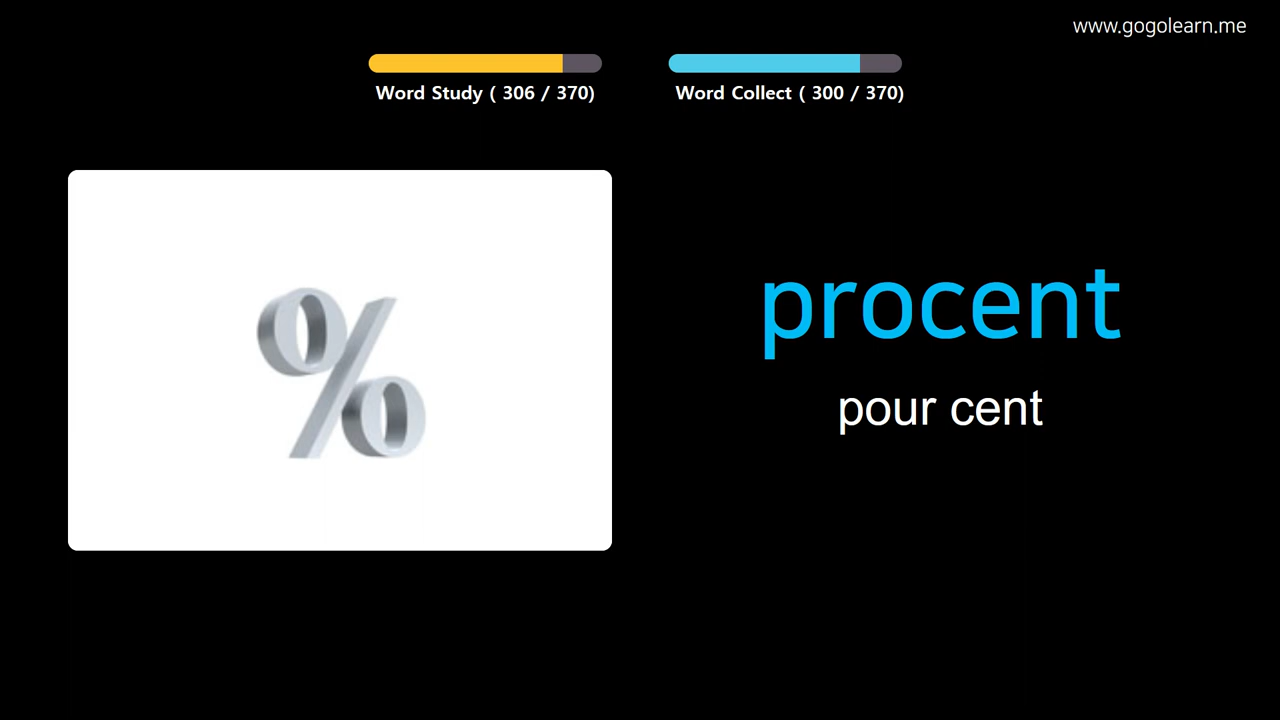 www.gogolearn.me
Word Study ( 306 / 370)
Word Collect ( 300 / 370)
%
procent
pour cent